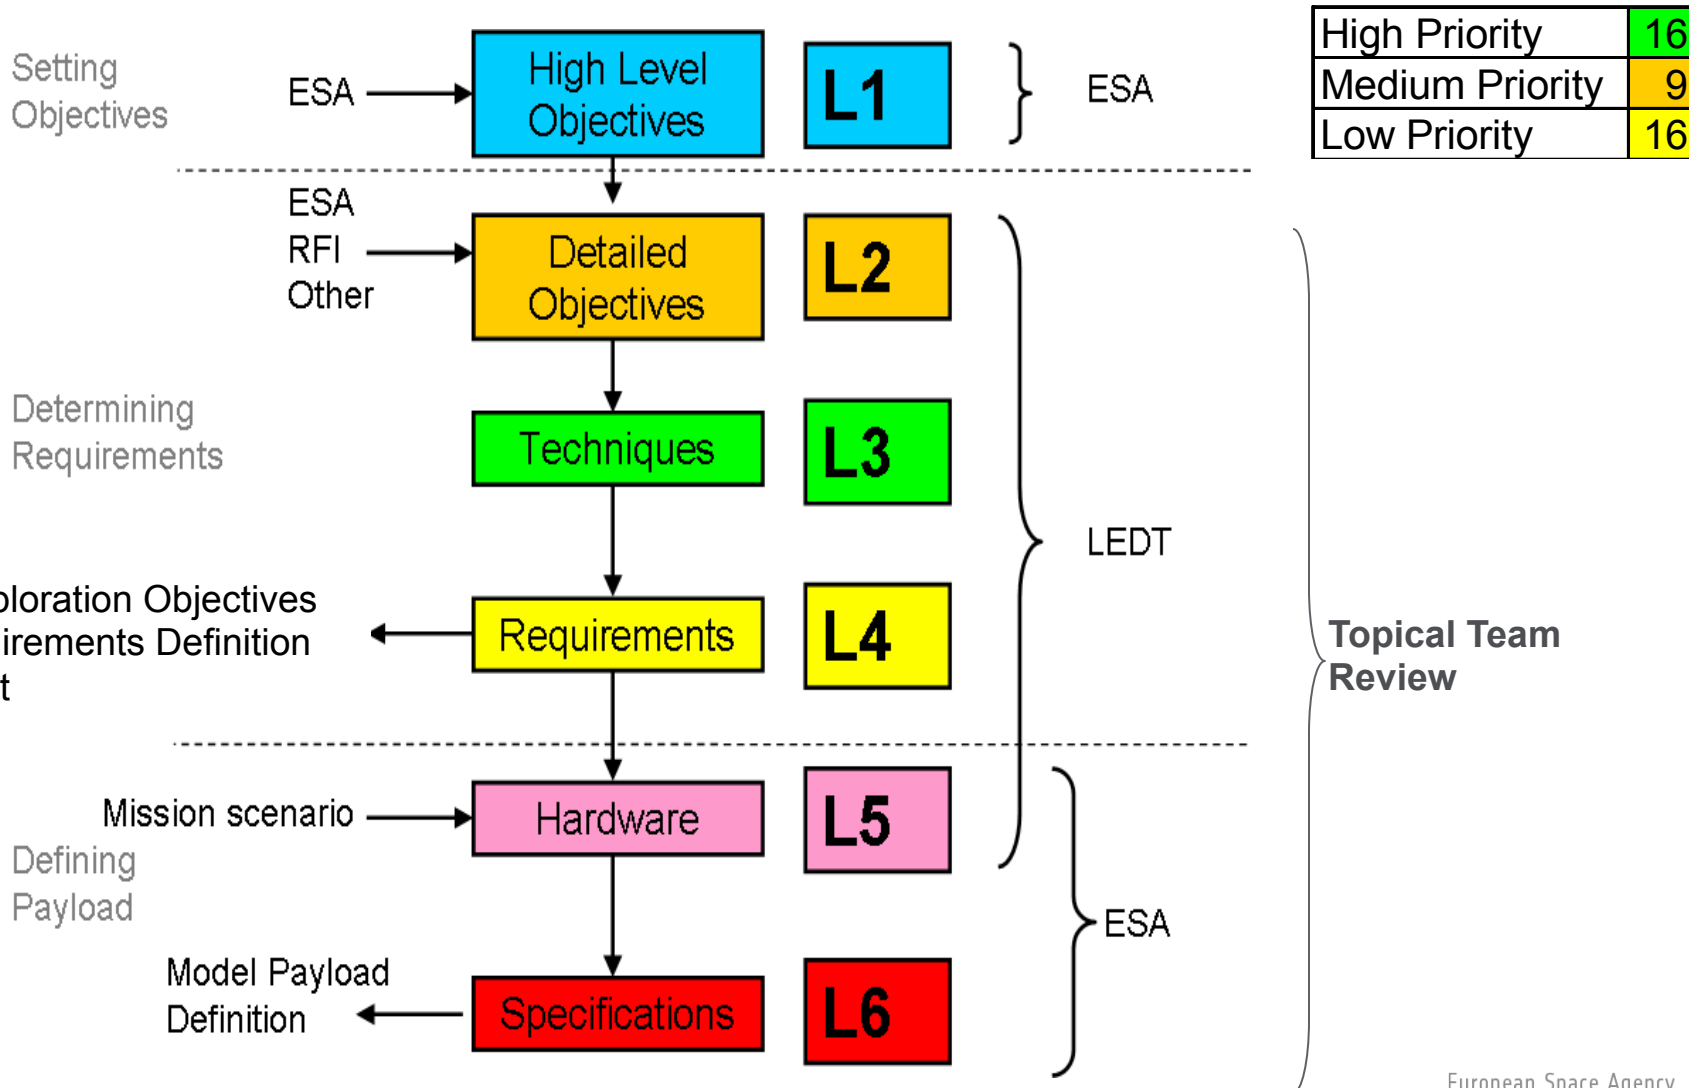 High Priority 16
Medium Priority 9
Low Priority 16
Setting
Objectives
ESA
High Level
Objectives
L1
ESA
ESA
RFI
Other
Detailed
Objectives
L2
Determining
Requirements
Techniques
L3
LEDT
ploration Objectives
uirements Definition
t
Requirements
L4
Topical Team
Review
Mission scenario
Hardware
L5
Defining
Payload
ESA
Model Payload
Definition
Specifications
L6
European Space Agency